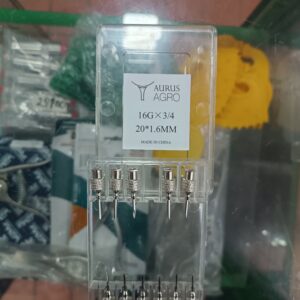 AURUS
AGRO
16G×3/4
20*1.6MM
MADE IN CHINA